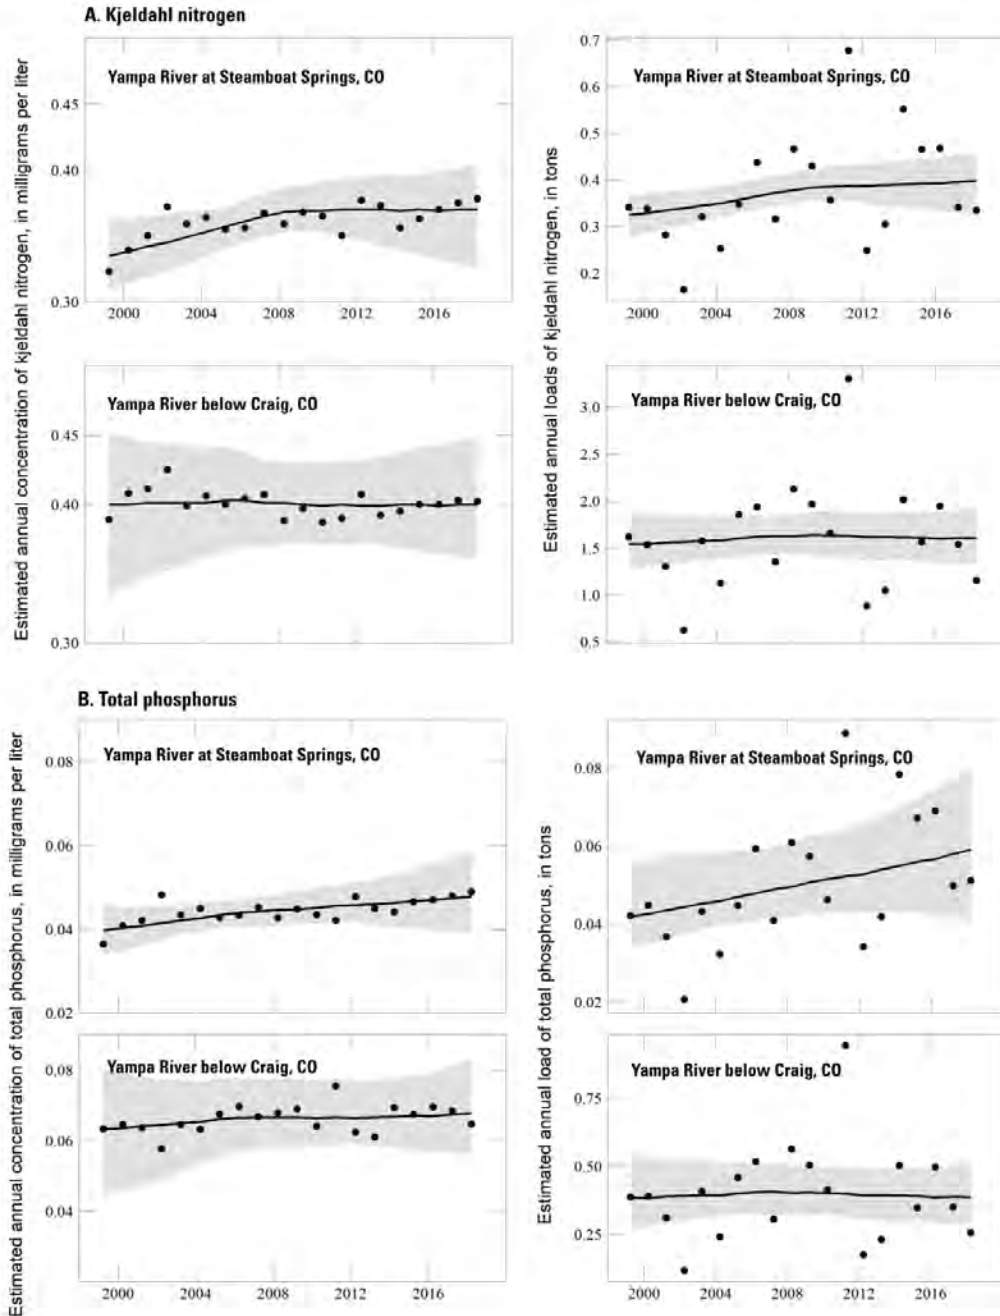 A. Kjeldahl nitrogen
Estimated annual concentration of kjeldahl nitrogen, in milligrams per liter
Yampa River at Steamboat Springs, CO
0.45
0.40
0.30
2000 2004 2008 2012 2016
Estimated annual loads of kjeldahl nitrogen, in tons
Yampa River at Steamboat Springs, CO
0.7
0.6
0.5
0.4
0.3
0.2
2000 2004 2008 2012 2016
Yampa River below Craig, CO
0.45
0.40
0.30
Yampa River below Craig, CO
3.0
2.5
2.0
1.5
1.0
0.5
B. Total phosphorus
Estimated annual concentration of total phosphorus, in milligrams per liter
Yampa River at Steamboat Springs, CO
0.08
0.06
0.04
0.02
Estimated annual load of total phosphorus, in tons
Yampa River at Steamboat Springs, CO
0.08
0.06
0.04
0.02
Yampa River below Craig, CO
0.08
0.06
0.04
2000 2004 2008 2012 2016
Yampa River below Craig, CO
0.75
0.50
0.25
2000 2004 2008 2012 2016